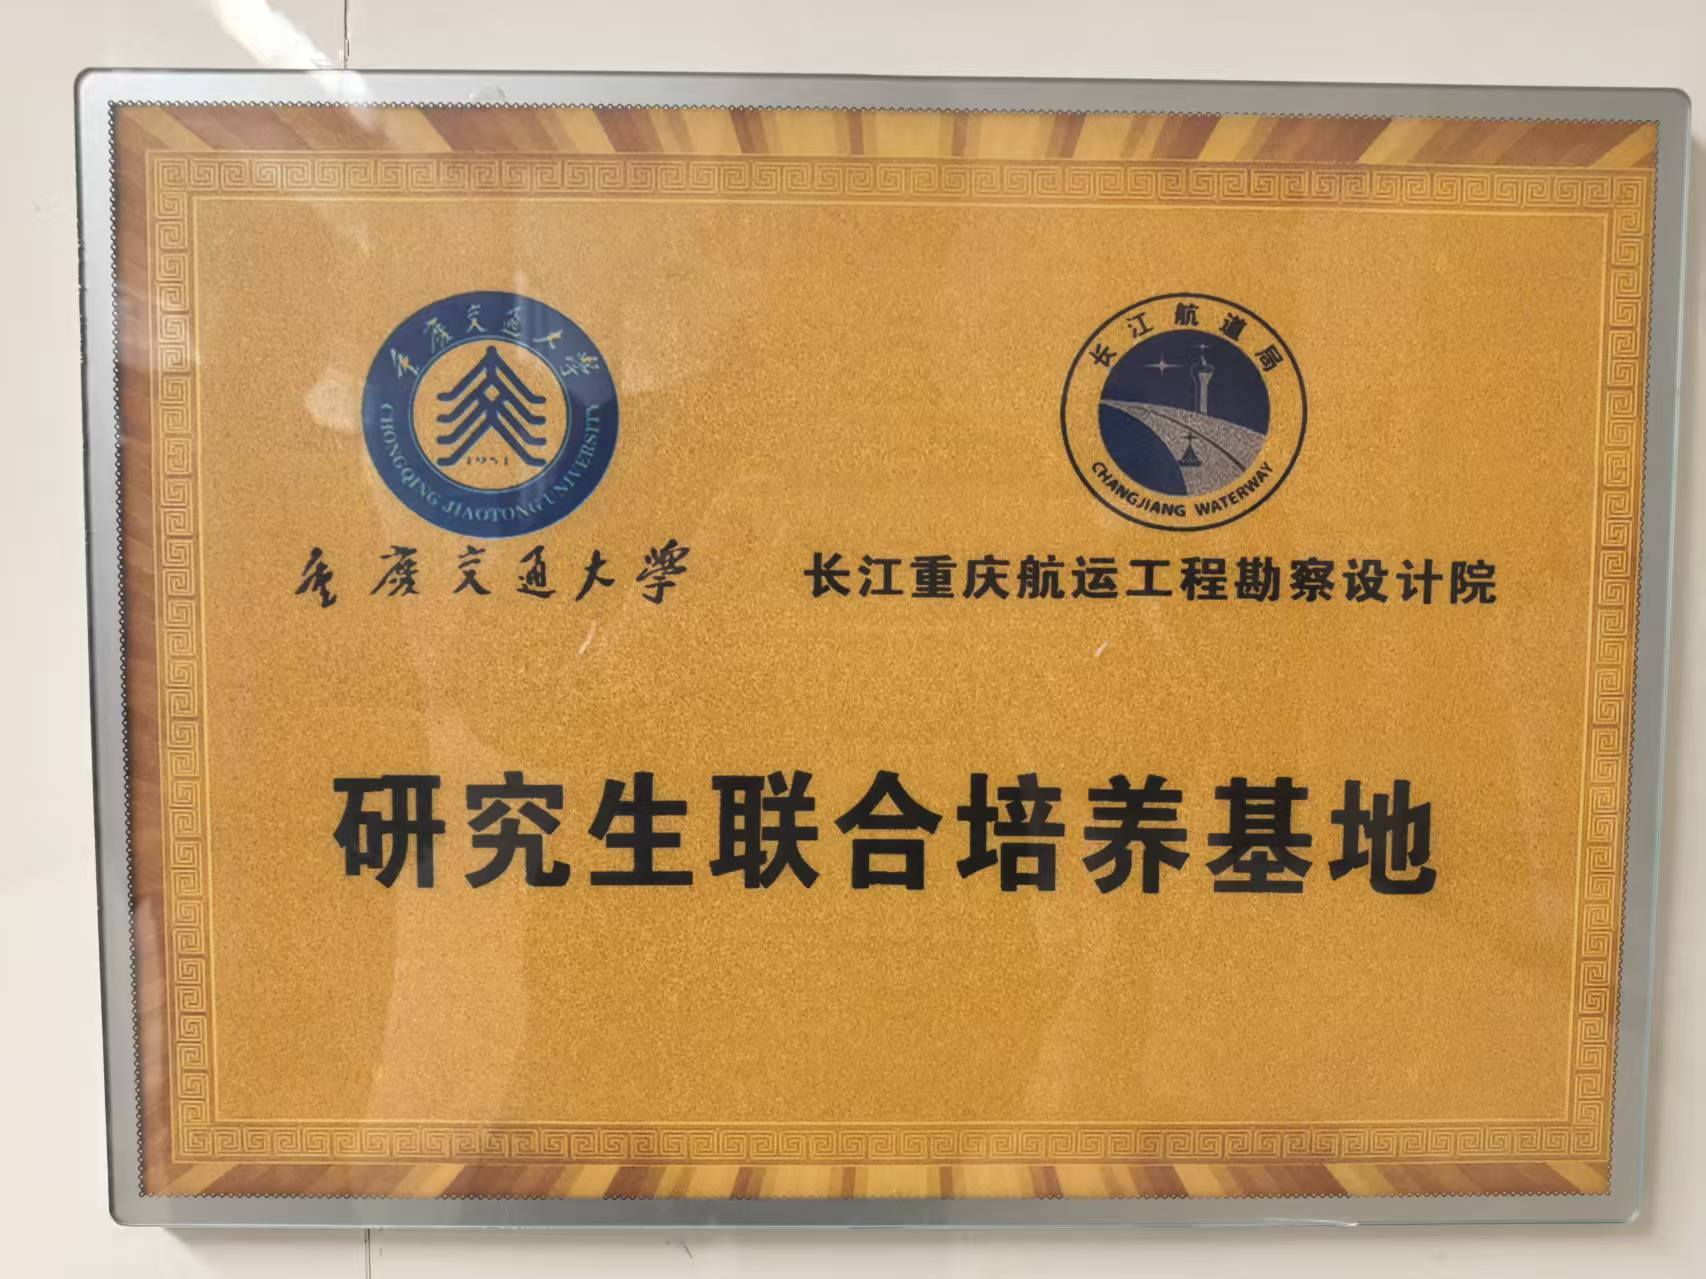 重庆交通大学
CHONGQING JIAOTONG UNIVERSITY
1951
长江航道局
CHANGJIANG WATERWAY
重慶交通大學
长江重庆航运工程勘察设计院
研究生联合培养基地